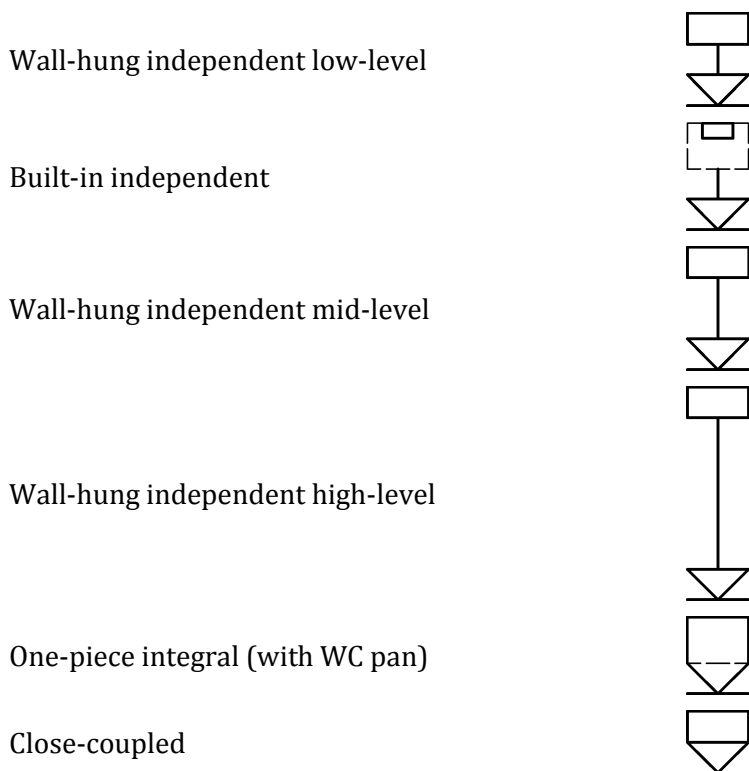 Wall-hung independent low-level
Built-in independent
Wall-hung independent mid-level
Wall-hung independent high-level
One-piece integral (with WC pan)
Close-coupled